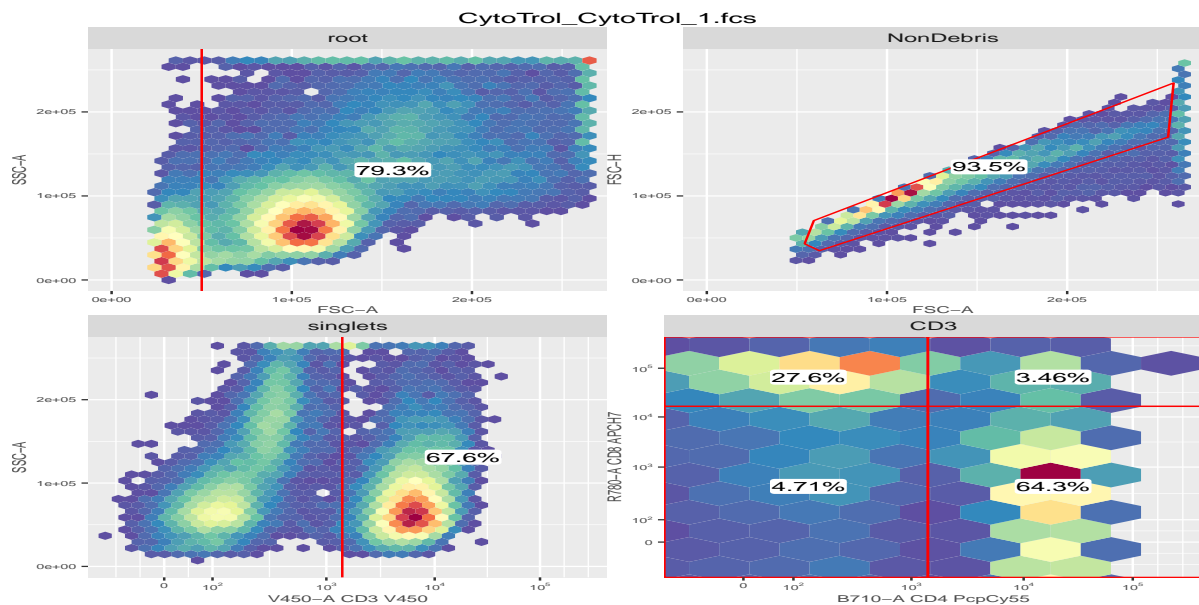 CytoTrol_CytoTrol_1.fcs
root
NonDebris
SSC−A
2e+05
1e+05
0e+00
79.3%
0e+00
1e+05
2e+05
FSC−A
FSC−H
2e+05
1e+05
0e+00
93.5%
0e+00
1e+05
2e+05
FSC−A
singlets
CD3
SSC−A
2e+05
1e+05
0e+00
67.6%
0
10²
10³
10⁴
10⁵
V450−A CD3 V450
R780−A CD8 APCH7
10⁵
10⁴
10³
10²
0
27.6%
3.46%
4.71%
64.3%
0
10²
10³
10⁴
10⁵
B710−A CD4 PcpCy55